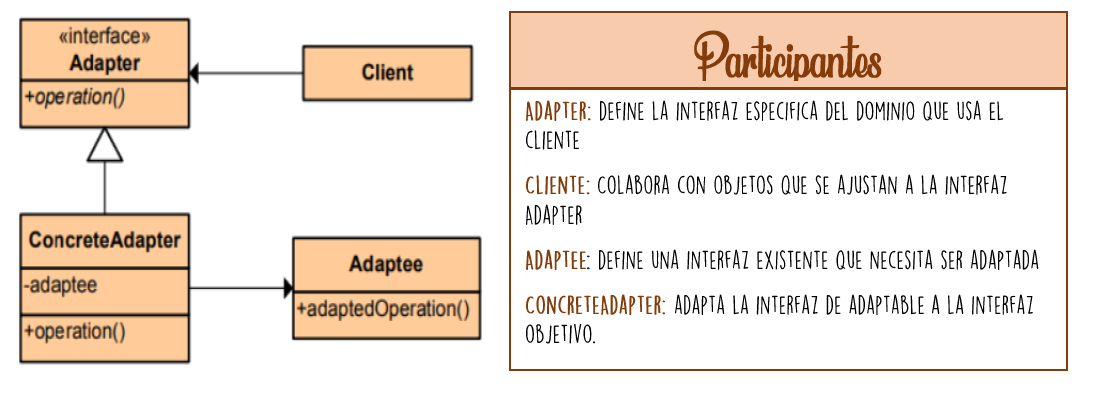 «interface»
Adapter
+operation()
Client
ConcreteAdapter
-adaptee
+operation()
Adaptee
+adaptedOperation()
Participantes
ADAPTER: DEFINE LA INTERFAZ ESPECIFICA DEL DOMINIO QUE USA EL
CLIENTE
CLIENTE: COLABORA CON OBJETOS QUE SE AJUSTAN A LA INTERFAZ
ADAPTER
ADAPTEE: DEFINE UNA INTERFAZ EXISTENTE QUE NECESITA SER ADAPTADA
CONCRETEADAPTER: ADAPTA LA INTERFAZ DE ADAPTABLE A LA INTERFAZ
OBJETIVO.